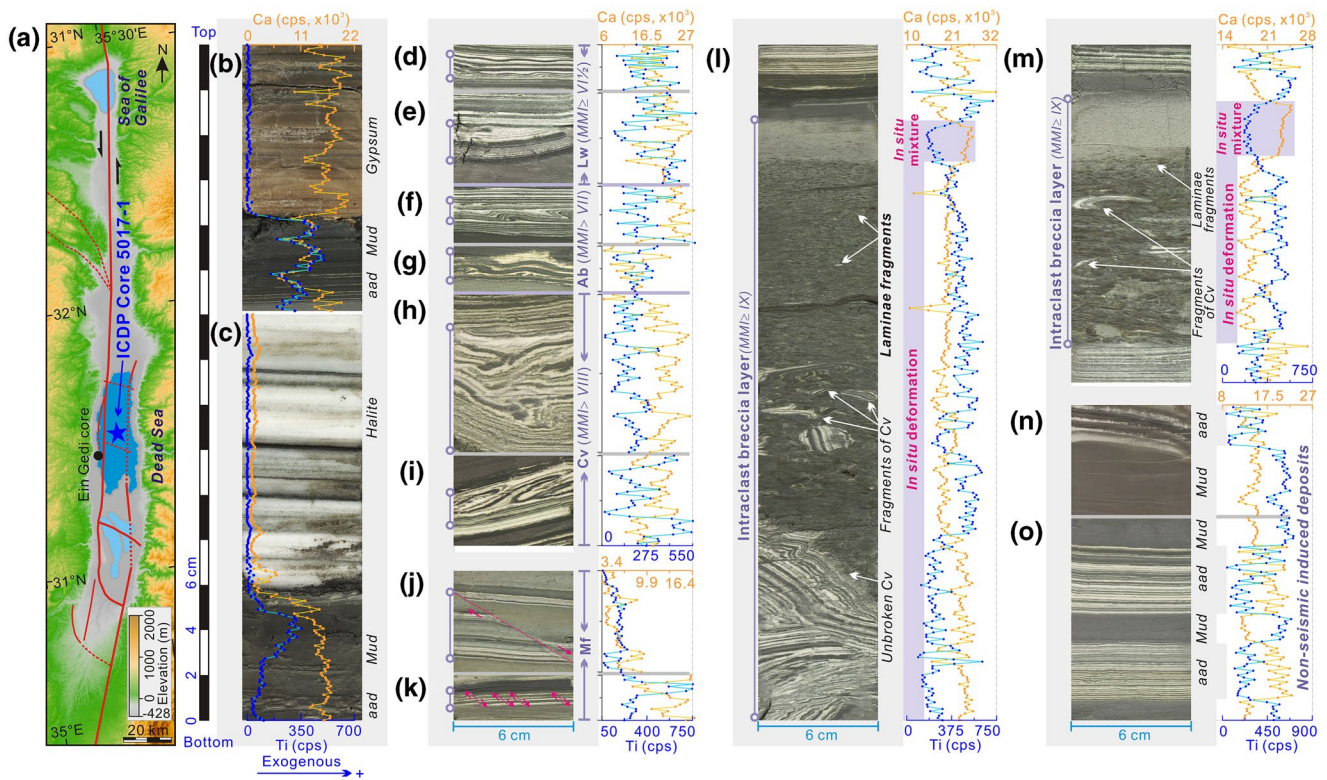 (a)
31°N
35°30'E
N
Sea of
Galilee
32°N
ICDP Core 5017-1
Ein Gedi core
Dead Sea
31°N
35°E
2000
1000
0
-428
Elevation (m)
20 km
Top
6 cm
4
2
0
Bottom
Ca (cps, x10³)
0 11 22
(b)
Gypsum
Mud
aad
(c)
Halite
Mud
aad
0 350 700
Ti (cps)
Exogenous
+
Ca (cps, x10³)
6 16.5 27
(d)
(e)
Lw (MMI≥ VI½)
(f)
(g)
Ab (MMI≥ VII)
(h)
(i)
Cv (MMI≥ VIII)
0 275 550
3.4 9.9 16.4
(j)
(k)
Mf
6 cm
50 400 750
Ti (cps)
(l)
Ca (cps, x10³)
10 21 32
Intraclast breccia layer (MMI≥ IX)
Laminae fragments
Fragments of Cv
Unbroken Cv
In situ
mixture
In situ deformation
6 cm
0 375 750
Ti (cps)
(m)
Ca (cps, x10³)
14 21 28
Intraclast breccia layer (MMI≥ IX)
Laminae
fragments
Fragments
of Cv
In situ
mixture
In situ deformation
0 375 750
8 17.5 27
(n)
aad
Mud
(o)
Mud
aad
Mud
aad
Non-seismic induced deposits
6 cm
0 450 900
Ti (cps)